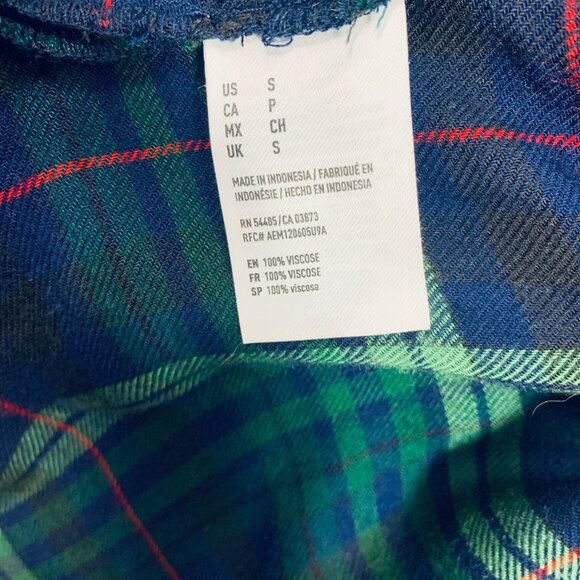 US S
CA P
MX CH
UK S
MADE IN INDONESIA / FABRIQUÉ EN
INDONÉSIE / HECHO EN INDONESIA
RN 54485 / CA 03873
RFC# AEM120605U9A
EN 100% VISCOSE
FR 100% VISCOSE
SP 100% viscosa